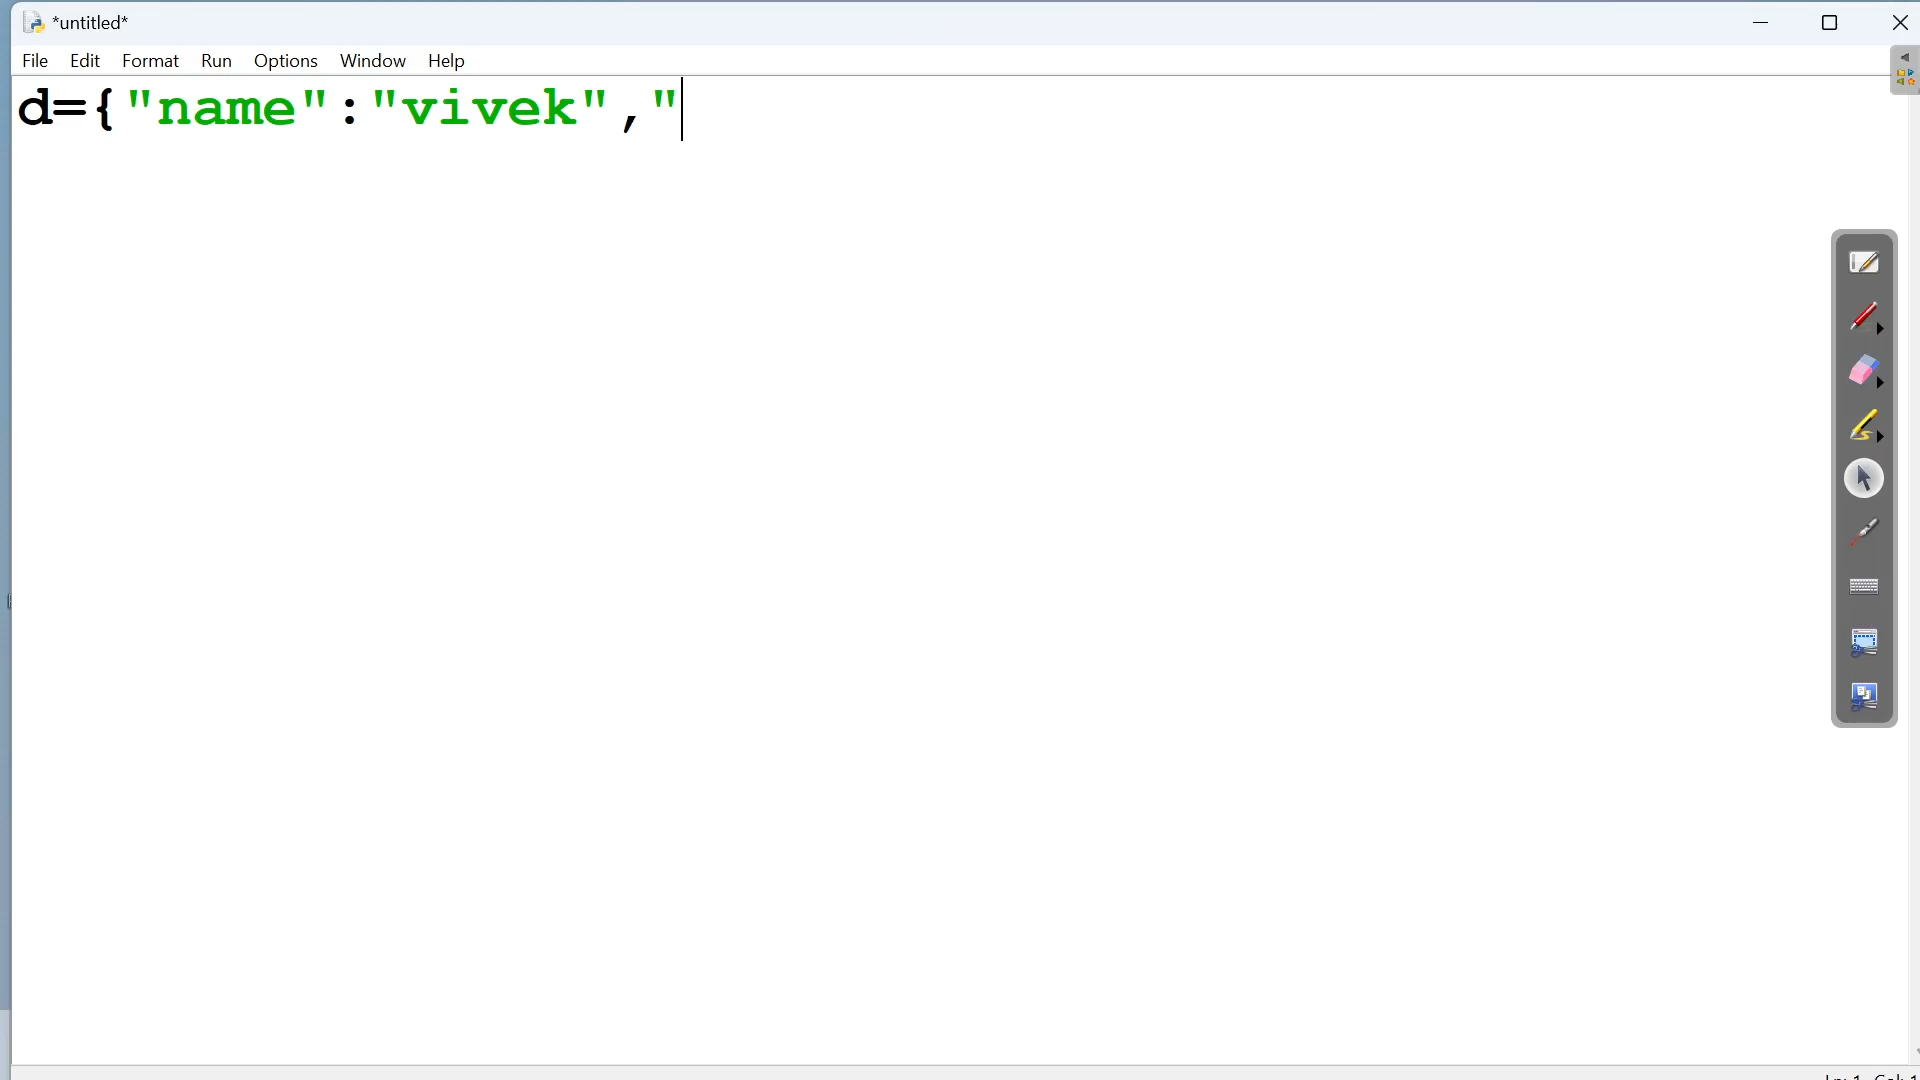 *untitled*
File Edit Format Run Options Window Help
d={"name":"vivek","